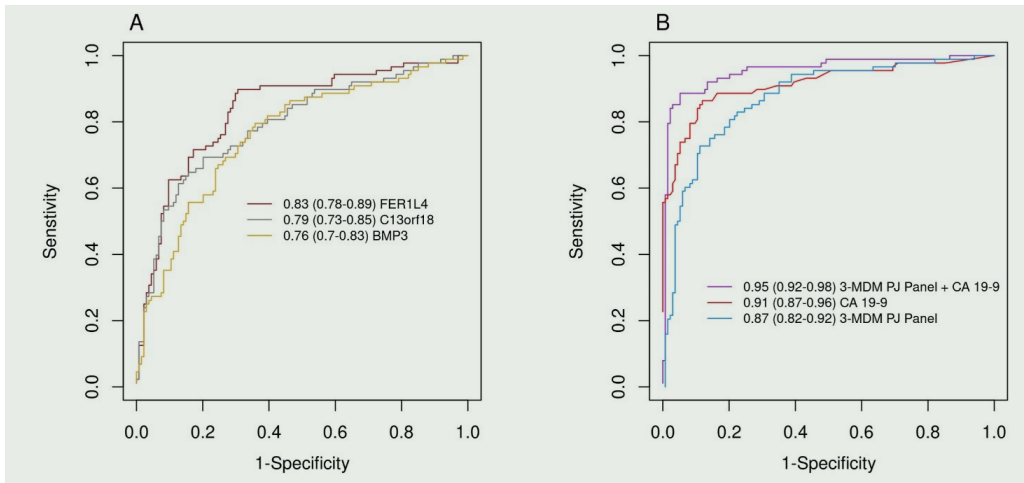 A
1.0
0.8
0.6
0.4
0.2
0.0
Senstivity
0.83 (0.78-0.89) FER1L4
0.79 (0.73-0.85) C13orf18
0.76 (0.7-0.83) BMP3
0.0 0.2 0.4 0.6 0.8 1.0
1-Specificity
B
1.0
0.8
0.6
0.4
0.2
0.0
Senstivity
0.95 (0.92-0.98) 3-MDM PJ Panel + CA 19-9
0.91 (0.87-0.96) CA 19-9
0.87 (0.82-0.92) 3-MDM PJ Panel
0.0 0.2 0.4 0.6 0.8 1.0
1-Specificity